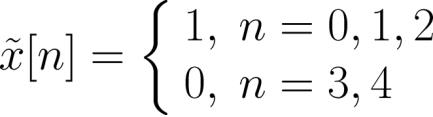 x̃[n] = { 1, n = 0, 1, 2
0, n = 3, 4